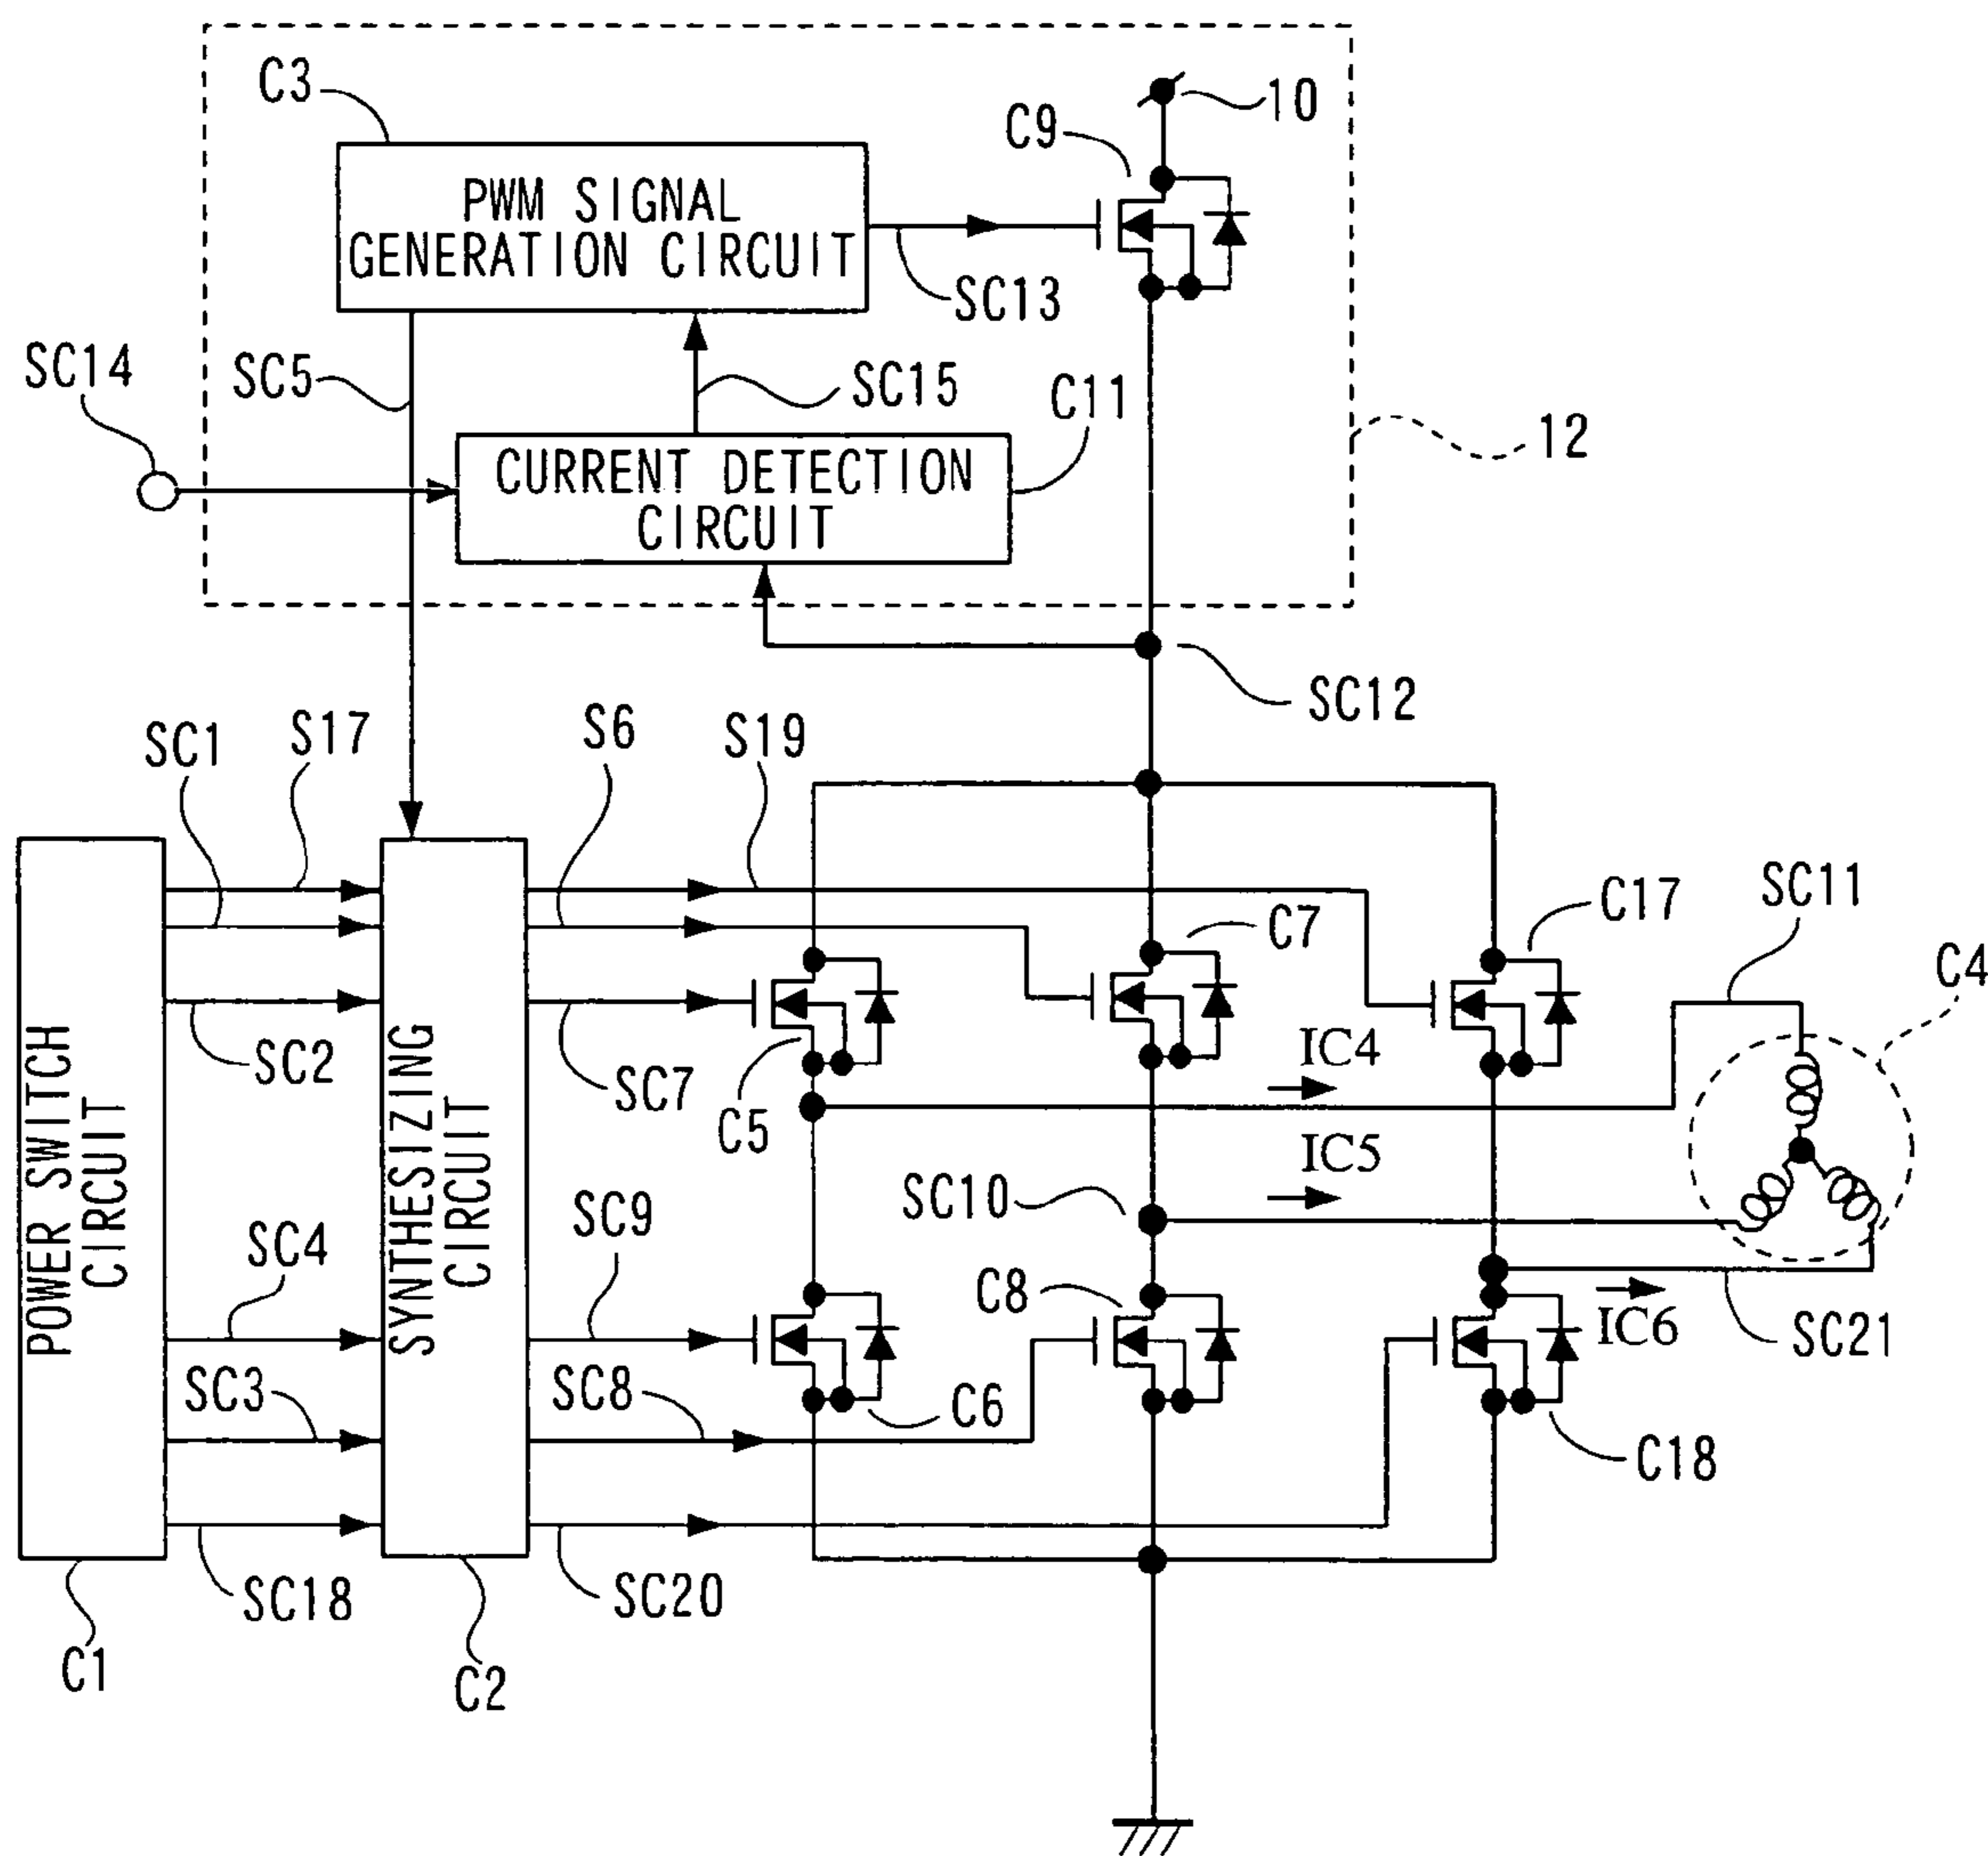 C3
10
C9
PWM SIGNAL
GENERATION CIRCUIT
SC13
SC14
SC5
SC15
C11
12
CURRENT DETECTION
CIRCUIT
SC12
SC1
S17
S6
S19
C7
C17
SC11
C4
SC2
SC7
C5
IC4
IC5
POWER SWITCH
CIRCUIT
SYNTHESIZING
CIRCUIT
SC10
SC4
SC9
C8
IC6
SC21
SC3
SC8
C6
C18
SC18
SC20
C1
C2